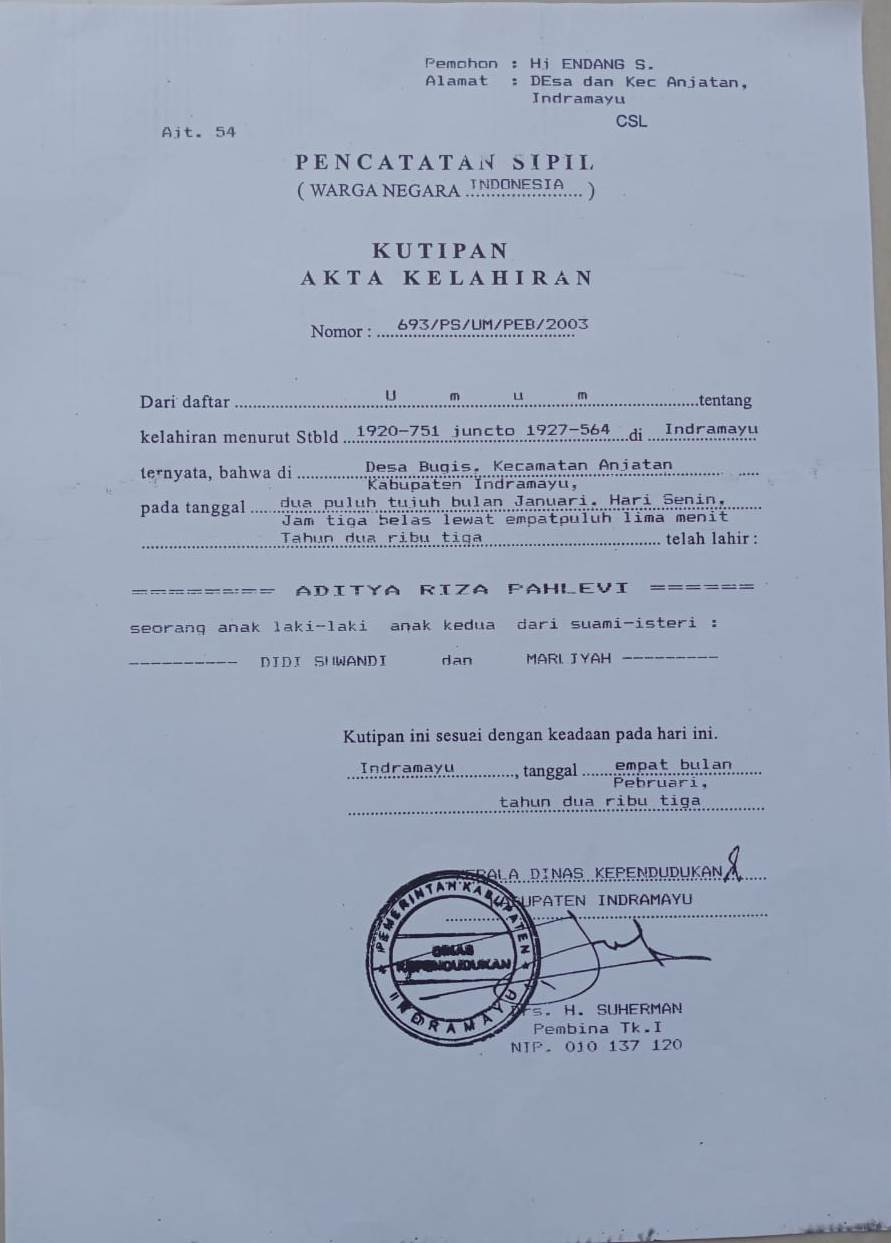 Pemohon : Hj ENDANG S.
Alamat : DEsa dan Kec Anjatan,
Indramayu
CSL
Ajt. 54
PENCATATAN SIPIL
( WARGA NEGARA INDONESIA )
KUTIPAN
AKTA KELAHIRAN
Nomor : 693/PS/UM/PEB/2003
Dari daftar U m u m tentang
kelahiran menurut Stbld 1920-751 juncto 1927-564 di Indramayu
ternyata, bahwa di Desa Bugis. Kecamatan Anjatan
Kabupaten Indramayu,
pada tanggal dua puluh tujuh bulan Januari. Hari Senin.
Jam tiga belas lewat empatpuluh lima menit
Tahun dua ribu tiga telah lahir :
========= ADITYA RIZA PAHLEVI ======
seorang anak laki-laki anak kedua dari suami-isteri :
---------- DIDI SUWANDI dan ---------
Kutipan ini sesuai dengan keadaan pada hari ini.
Indramayu, tanggal empat bulan
Pebruari,
tahun dua ribu tiga
KEPALA DINAS KEPENDUDUKAN
KABUPATEN INDRAMAYU
PEMERINTAH KABUPATEN
DINAS
KEPENDUDUKAN
INDRAMAYU
Drs. H. SUHERMAN
Pembina Tk.I
NIP. 010 137 120